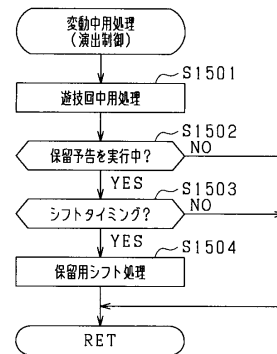 変動中用処理
(演出制御)
S1501
遊技回中用処理
S1502
保留予告を実行中?
NO
YES
S1503
シフトタイミング?
NO
YES
S1504
保留用シフト処理
RET